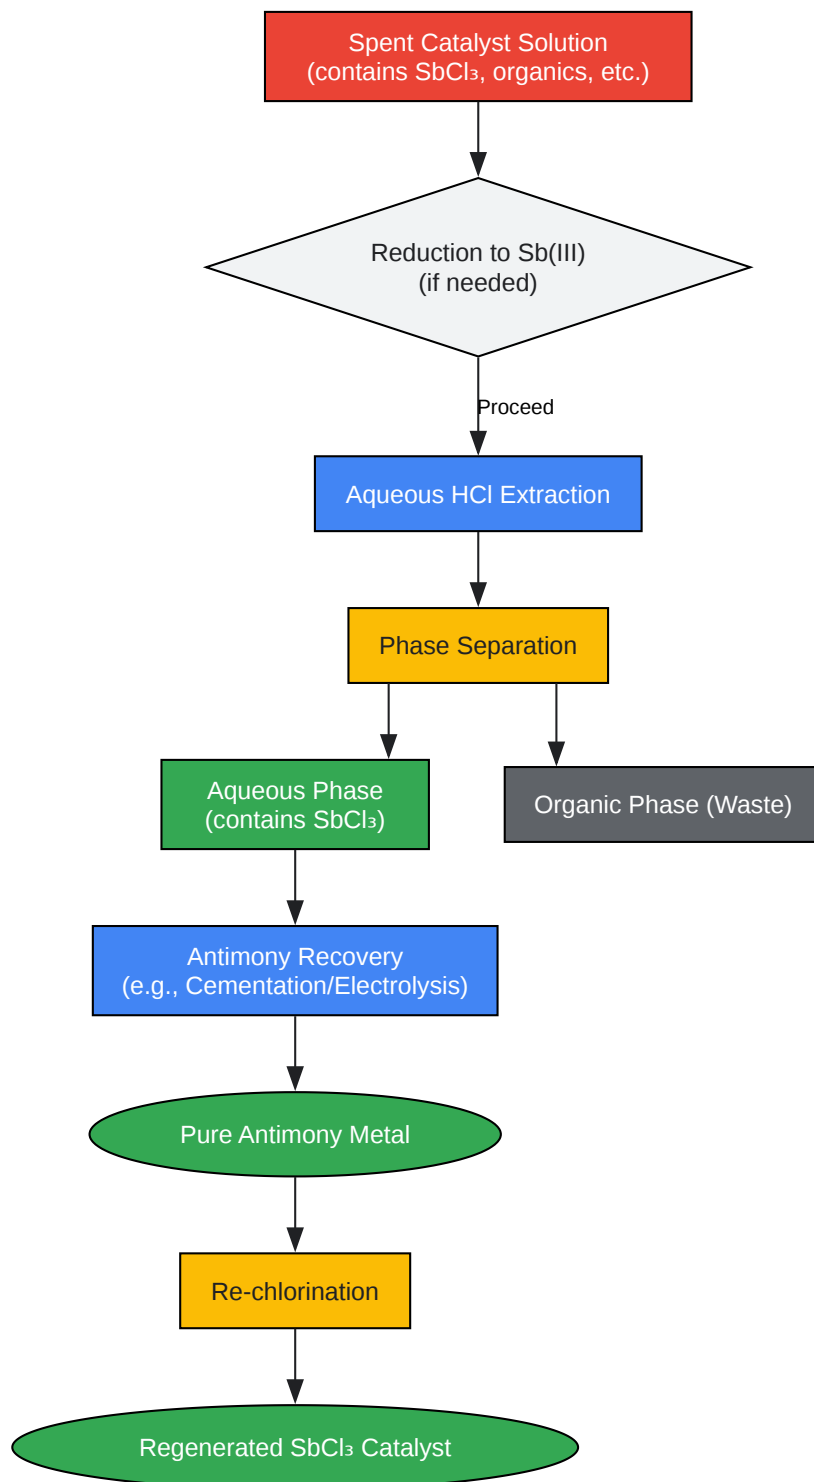 Spent Catalyst Solution
(contains SbCl₃, organics, etc.)
Reduction to Sb(III)
(if needed)
Proceed
Aqueous HCl Extraction
Phase Separation
Aqueous Phase
(contains SbCl₃)
Organic Phase (Waste)
Antimony Recovery
(e.g., Cementation/Electrolysis)
Pure Antimony Metal
Re-chlorination
Regenerated SbCl₃ Catalyst